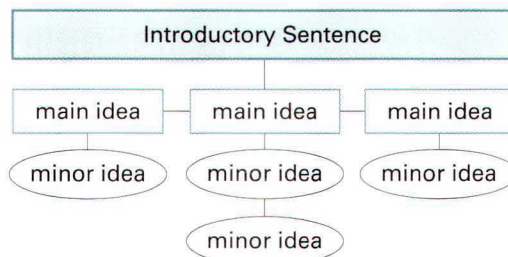 Introductory Sentence
main idea main idea main idea
minor idea minor idea minor idea
minor idea